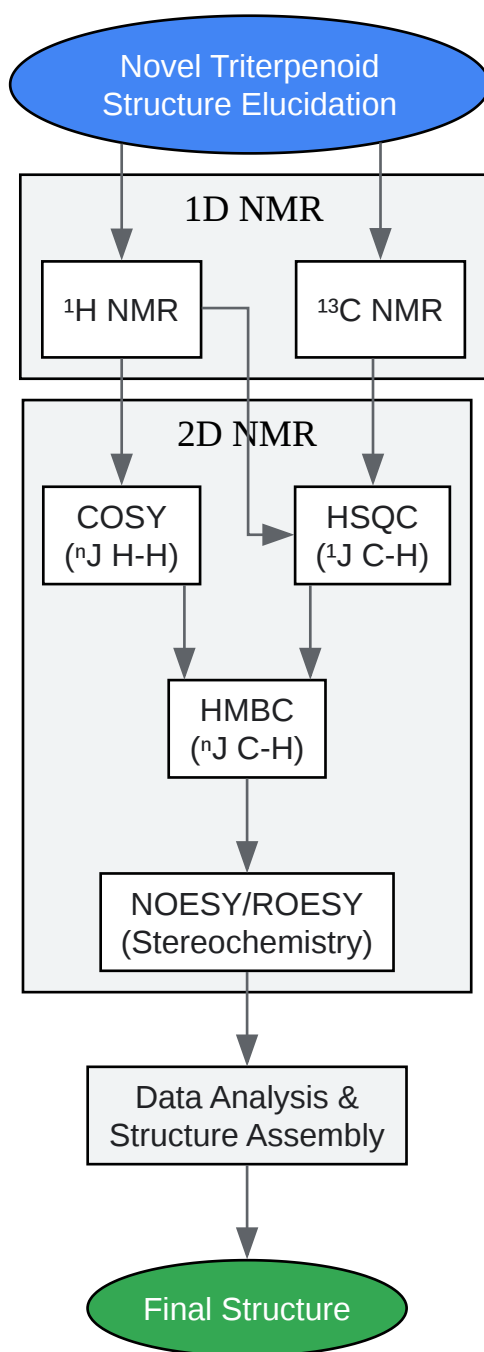 Novel Triterpenoid
Structure Elucidation
1D NMR
¹H NMR
¹³C NMR
2D NMR
COSY
(ⁿJ H-H)
HSQC
(¹J C-H)
HMBC
(ⁿJ C-H)
NOESY/ROESY
(Stereochemistry)
Data Analysis &
Structure Assembly
Final Structure